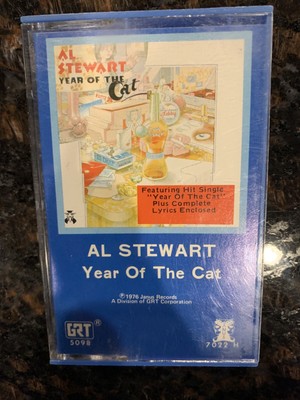 AL
STEWART
YEAR OF THE
Cat
Featuring Hit Single
"Year Of The Cat"
Plus Complete
Lyrics Enclosed
AL STEWART
Year Of The Cat
℗1976 Janus Records
A Division of GRT Corporation
GRT
5098
7022 H